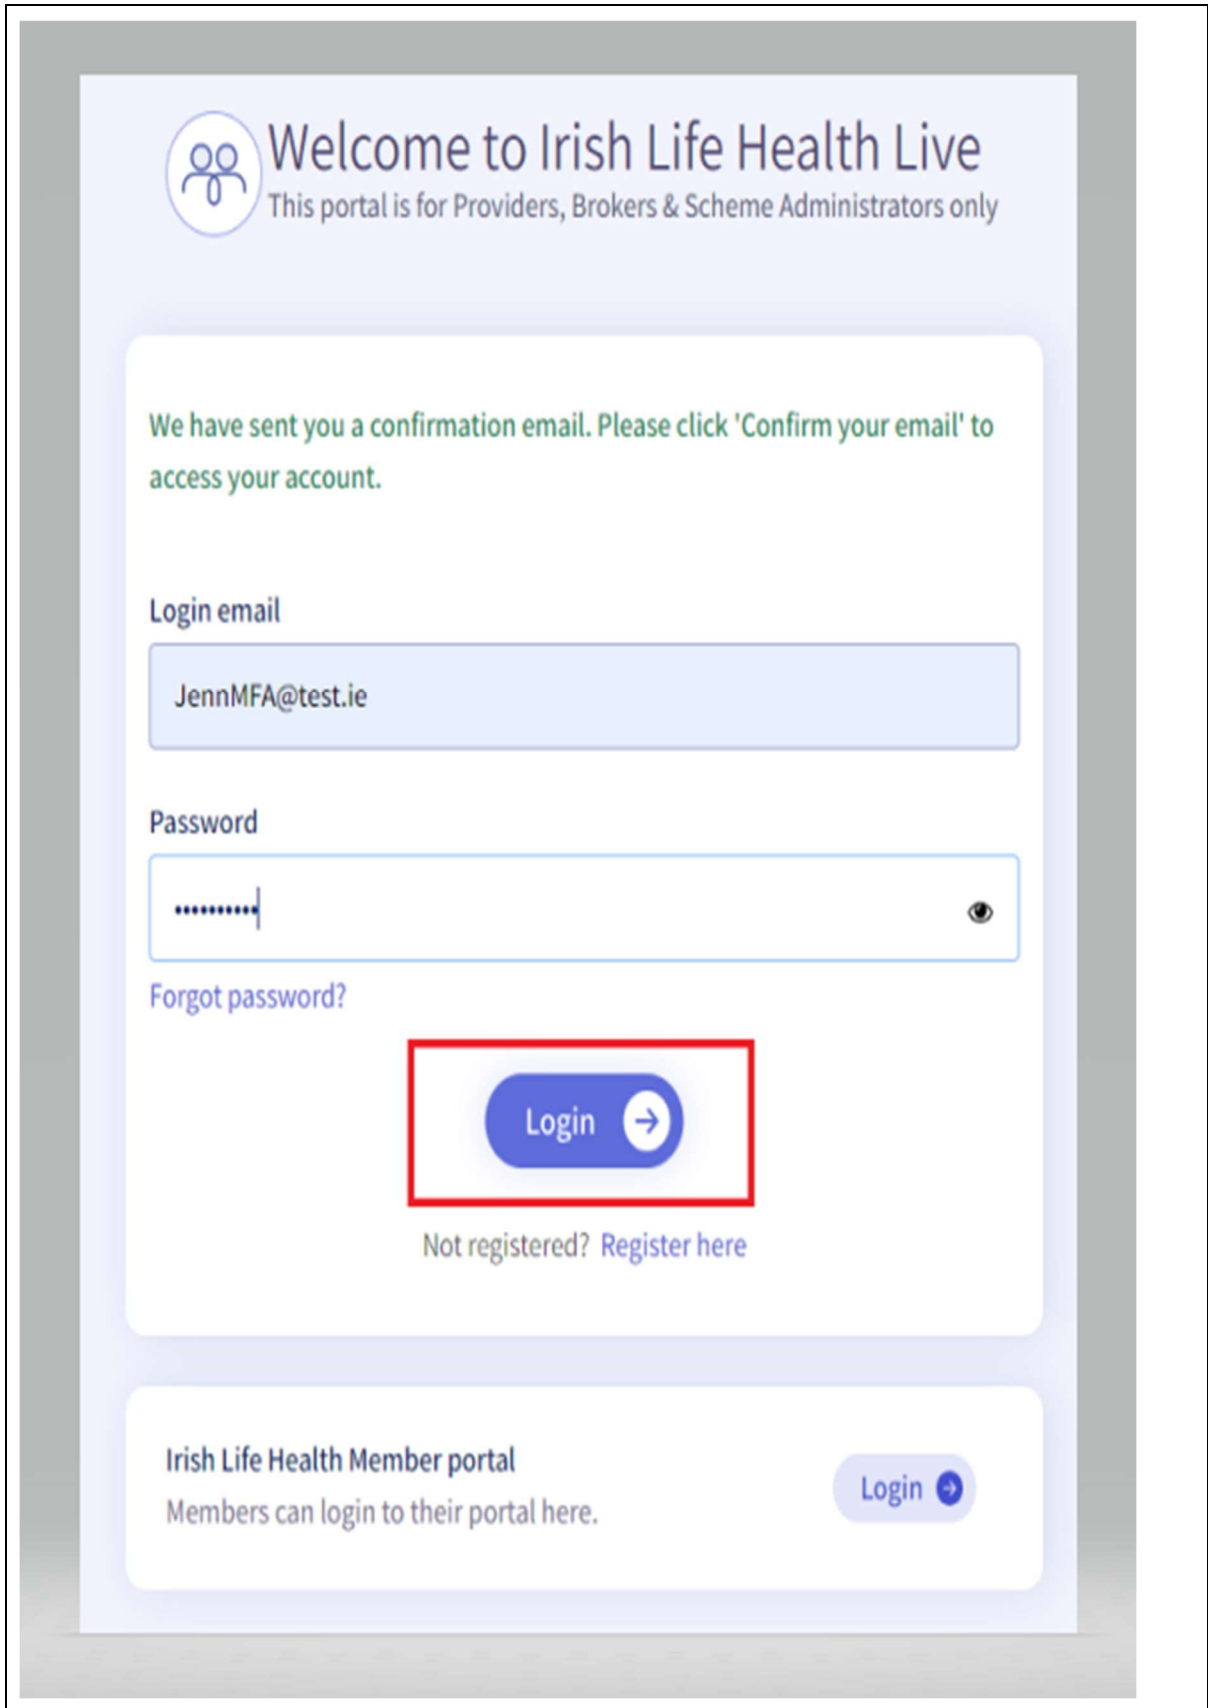 Welcome to Irish Life Health Live
This portal is for Providers, Brokers & Scheme Administrators only
We have sent you a confirmation email. Please click 'Confirm your email' to
access your account.
Login email
JennMFA@test.ie
Password
••••••••••
Forgot password?
Login
Not registered? Register here
Irish Life Health Member portal
Members can login to their portal here.
Login